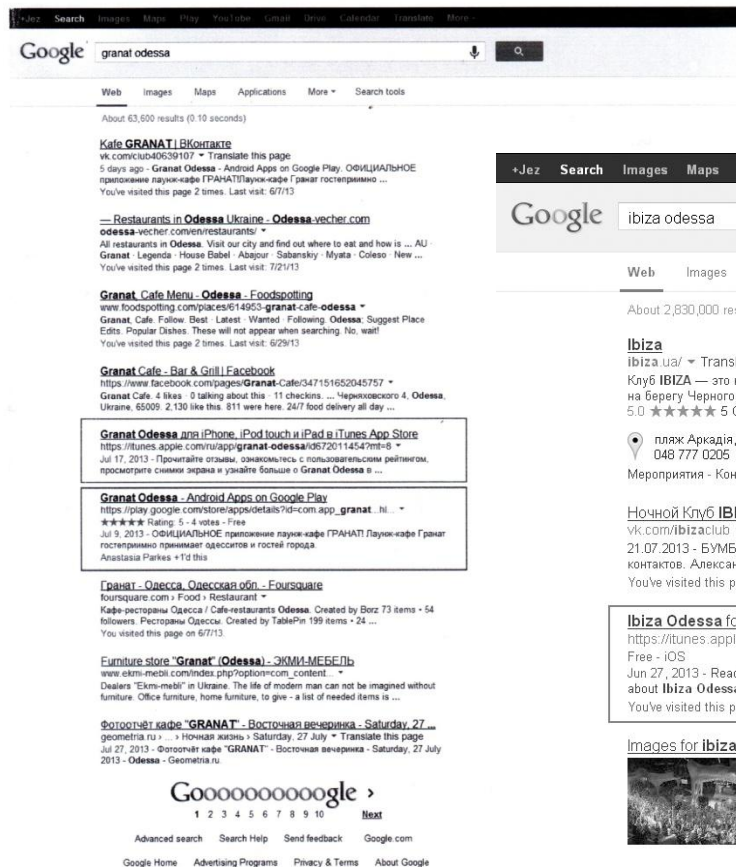 +Jez Search Images Maps Play YouTube Gmail Drive Calendar Translate More
Google granat odessa
Web Images Maps Applications More Search tools
About 63,600 results (0.10 seconds)
Kafe GRANAT | ВКонтакте
vk.com/club40639107 Translate this page
5 days ago - Granat Odessa - Android Apps on Google Play. ОФИЦИАЛЬНОЕ
приложение лаунж-кафе ГРАНАТ!Лаунж-кафе Гранат гостеприимно ...
You've visited this page 2 times. Last visit: 6/7/13
— Restaurants in Odessa Ukraine - Odessa-vecher.com
odessa-vecher.com/en/restaurants/
All restaurants in Odessa. Visit our city and find out where to eat and how is ... AU ·
Granat · Legenda · House Babel · Abajour · Sabanskiy · Myata · Coleso · New ...
You've visited this page 2 times. Last visit: 7/21/13
Granat, Cafe Menu - Odessa - Foodspotting
www.foodspotting.com/places/614953-granat-cafe-odessa
Granat, Cafe. Follow. Best · Latest · Wanted · Following. Odessa; Suggest Place
Edits. Popular Dishes. These will not appear when searching. No, wait!
You've visited this page 2 times. Last visit: 6/29/13
Granat Cafe - Bar & Grill | Facebook
https://www.facebook.com/pages/Granat-Cafe/347151652045757
Granat Cafe. 4 likes · 0 talking about this · 11 checkins. ... Черняховского 4, Odessa,
Ukraine, 65009. 2,130 like this. 811 were here. 24/7 food delivery all day ...
Granat Odessa для iPhone, iPod touch и iPad в iTunes App Store
https://itunes.apple.com/ru/app/granat-odessa/id672011454?mt=8
Jul 17, 2013 - Прочитайте отзывы, ознакомьтесь с пользовательским рейтингом,
просмотрите снимки экрана и узнайте больше о Granat Odessa в ...
Granat Odessa - Android Apps on Google Play
https://play.google.com/store/apps/details?id=com.app_granat...hl...
★★★★★ Rating: 5 - 4 votes - Free
Jul 9, 2013 - ОФИЦИАЛЬНОЕ приложение лаунж-кафе ГРАНАТ! Лаунж-кафе Гранат
гостеприимно принимает одесситов и гостей города.
Anastasia Parkes +1'd this
Гранат - Одесса, Одесская обл. - Foursquare
foursquare.com › Food › Restaurant
Кафе-рестораны Одесса / Cafe-restaurants Odessa. Created by Borz 73 items • 54
followers. Рестораны Одессы. Created by TablePin 199 items • 24 ...
You visited this page on 6/7/13.
Furniture store "Granat" (Odessa) - ЭКМИ-МЕБЕЛЬ
www.ekmi-mebli.com/index.php?option=com_content...
Dealers "Ekmi-mebli" in Ukraine. The life of modern man can not be imagined without
furniture. Office furniture, home furniture, to give - a list of needed items is ...
Фотоотчёт кафе "GRANAT" - Восточная вечеринка - Saturday, 27 ...
geometria.ru › ... › Ночная жизнь › Saturday, 27 July Translate this page
Jul 27, 2013 - Фотоотчёт кафе "GRANAT" - Восточная вечеринка - Saturday, 27 July
2013 - Odessa - Geometria.ru
Goooooooooogle >
1 2 3 4 5 6 7 8 9 10 Next
Advanced search Search Help Send feedback Google.com
Google Home Advertising Programs Privacy & Terms About Google
+Jez Search Images Maps
Google ibiza odessa
Web Images
About 2,830,000 res
Ibiza
ibiza.ua/ Transl
Клуб IBIZA — это
на берегу Черного
5.0 ★★★★★ 5
пляж Аркадія,
048 777 0205
Мероприятия - Кон
Ночной Клуб IBI
vk.com/ibizaclub
21.07.2013 - БУМБ
контактов. Алексан
You've visited this p
Ibiza Odessa fo
https://itunes.appl
Free - iOS
Jun 27, 2013 - Read
about Ibiza Odessa
You've visited this p
Images for ibiza